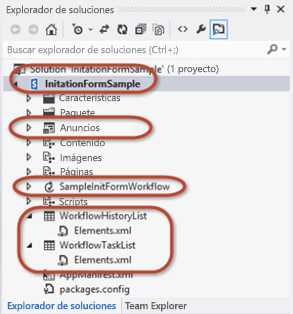 Explorador de soluciones
Buscar explorador de soluciones (Ctrl+;)
Solution 'InitationFormSample' (1 proyecto)
InitationFormSample
Características
Paquete
Anuncios
Contenido
Imágenes
Páginas
SampleInitFormWorkflow
Scripts
WorkflowHistoryList
Elements.xml
WorkflowTaskList
Elements.xml
AppManifest.xml
packages.config
Explorador de soluciones Team Explorer